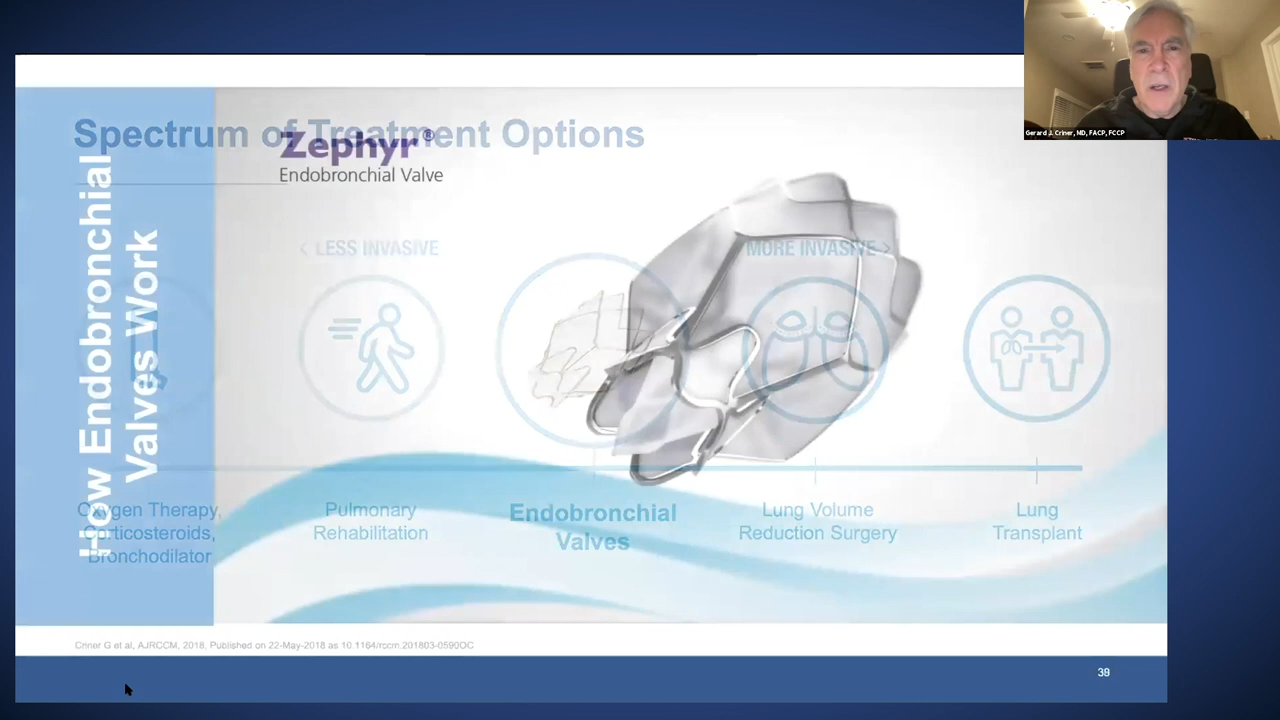 Gerard J. Criner, MD, FACP, FCCP
Spectrum of Treatment Options
Zephyr®
Endobronchial Valve
How Endobronchial
Valves Work
< LESS INVASIVE
MORE INVASIVE >
Oxygen Therapy,
Corticosteroids,
Bronchodilator
Pulmonary
Rehabilitation
Endobronchial
Valves
Lung Volume
Reduction Surgery
Lung
Transplant
Criner G et al, AJRCCM, 2018, Published on 22-May-2018 as 10.1164/rccm.201803-0590OC